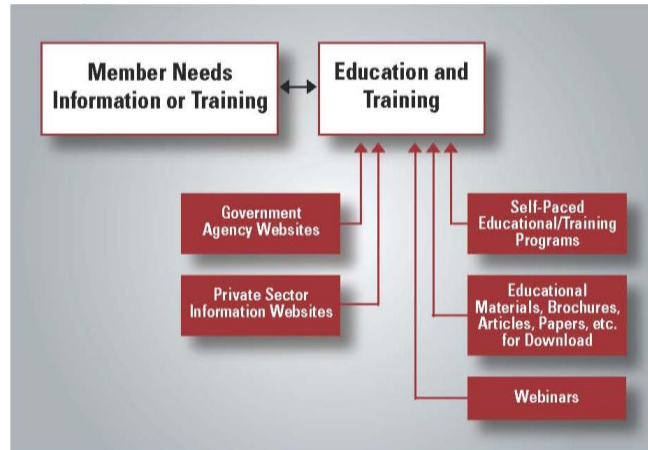 Member Needs
Information or Training
Education and
Training
Government
Agency Websites
Private Sector
Information Websites
Self-Paced
Educational/Training
Programs
Educational
Materials, Brochures,
Articles, Papers, etc.
for Download
Webinars